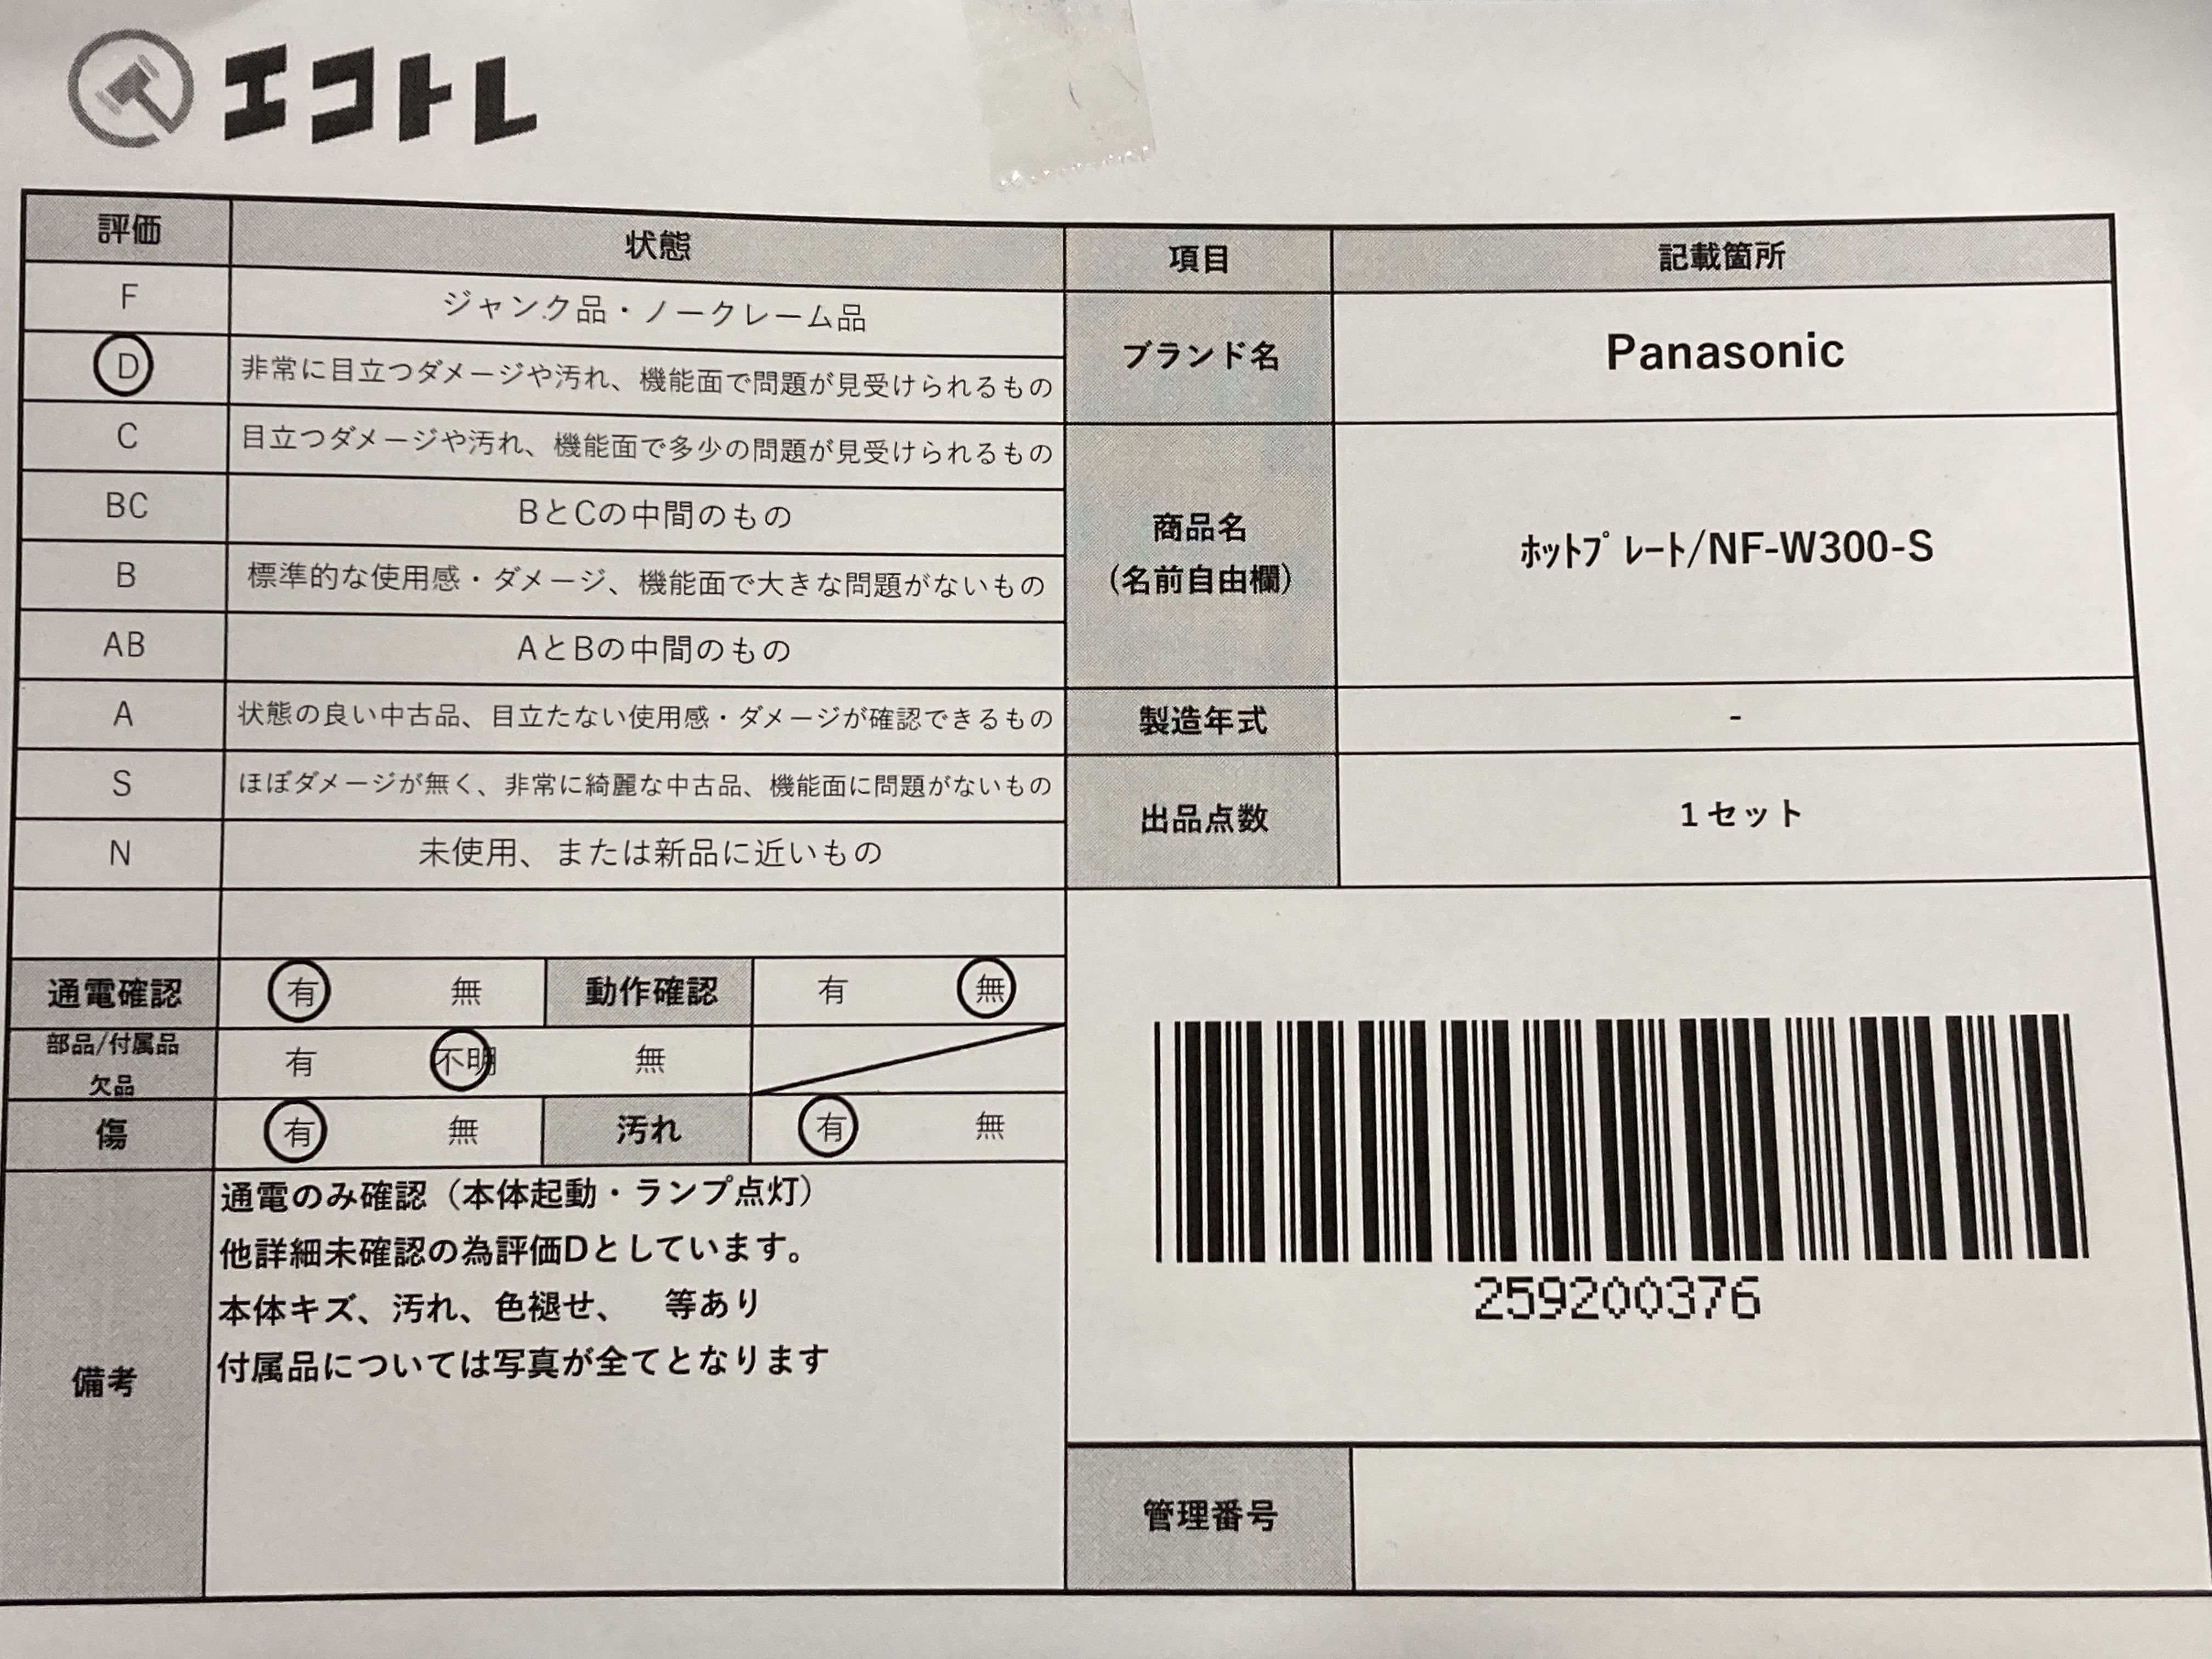 エコトレ
評価 状態
F ジャンク品・ノークレーム品
D 非常に目立つダメージや汚れ、機能面で問題が見受けられるもの
C 目立つダメージや汚れ、機能面で多少の問題が見受けられるもの
BC BとCの中間のもの
B 標準的な使用感・ダメージ、機能面で大きな問題がないもの
AB AとBの中間のもの
A 状態の良い中古品、目立たない使用感・ダメージが確認できるもの
S ほぼダメージが無く、非常に綺麗な中古品、機能面に問題がないもの
N 未使用、または新品に近いもの
通電確認 有 無 動作確認 有 無
部品/付属品
欠品 有 不明 無
傷 有 無 汚れ 有 無
備考
通電のみ確認（本体起動・ランプ点灯）
他詳細未確認の為評価Dとしています。
本体キズ、汚れ、色褪せ、　等あり
付属品については写真が全てとなります
項目 記載箇所
ブランド名 Panasonic
商品名
（名前自由欄） ﾎｯﾄﾌﾟﾚｰﾄ/NF-W300-S
製造年式 -
出品点数 1セット
259200376
管理番号